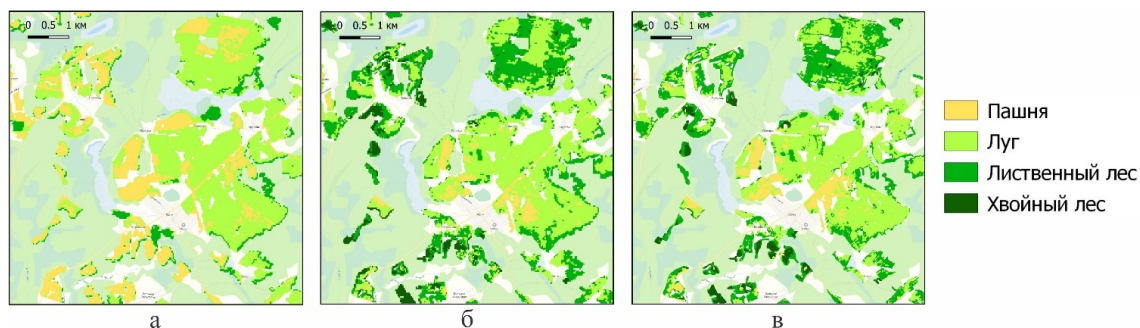 0 0.5 1 км
0 0.5 1 км
0 0.5 1 км
Пашня
Луг
Лиственный лес
Хвойный лес
а
б
в